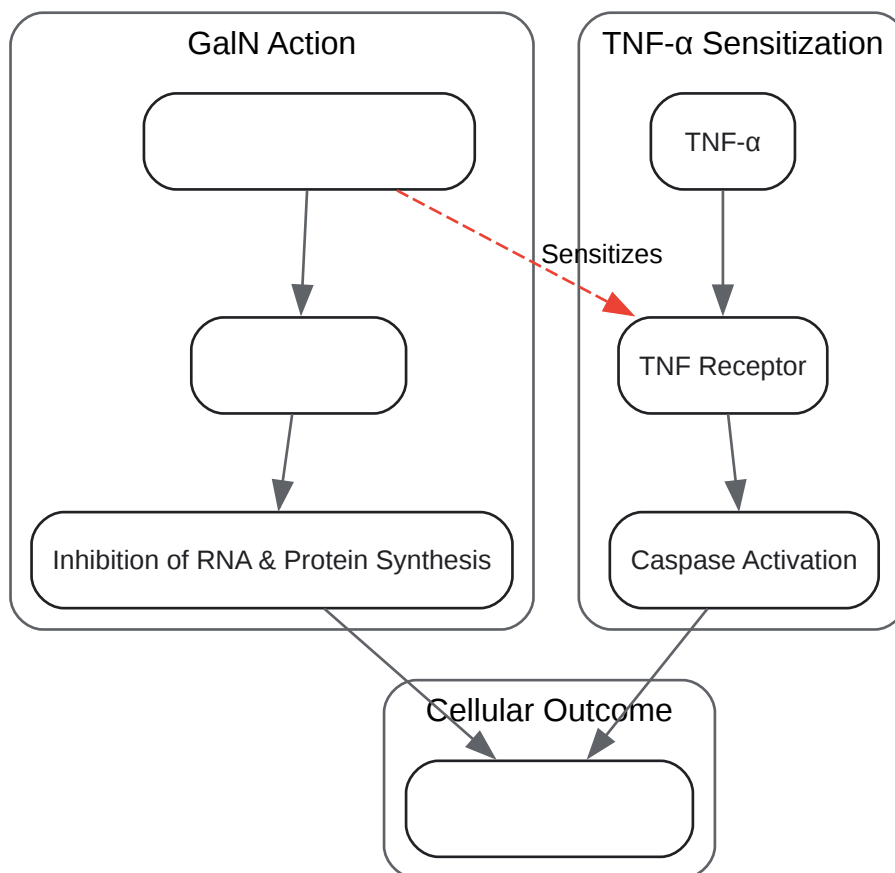 GalN Action
TNF-α Sensitization
TNF-α
Sensitizes
TNF Receptor
Inhibition of RNA & Protein Synthesis
Caspase Activation
Cellular Outcome